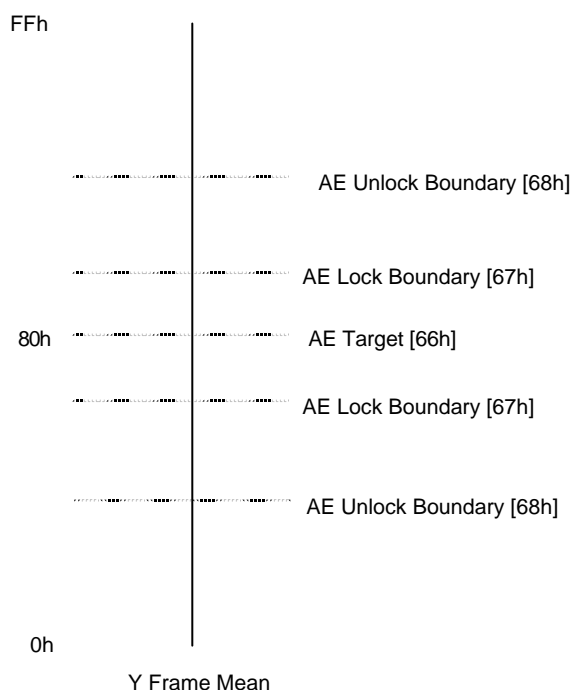 FFh
AE Unlock Boundary [68h]
AE Lock Boundary [67h]
80h AE Target [66h]
AE Lock Boundary [67h]
AE Unlock Boundary [68h]
0h
Y Frame Mean